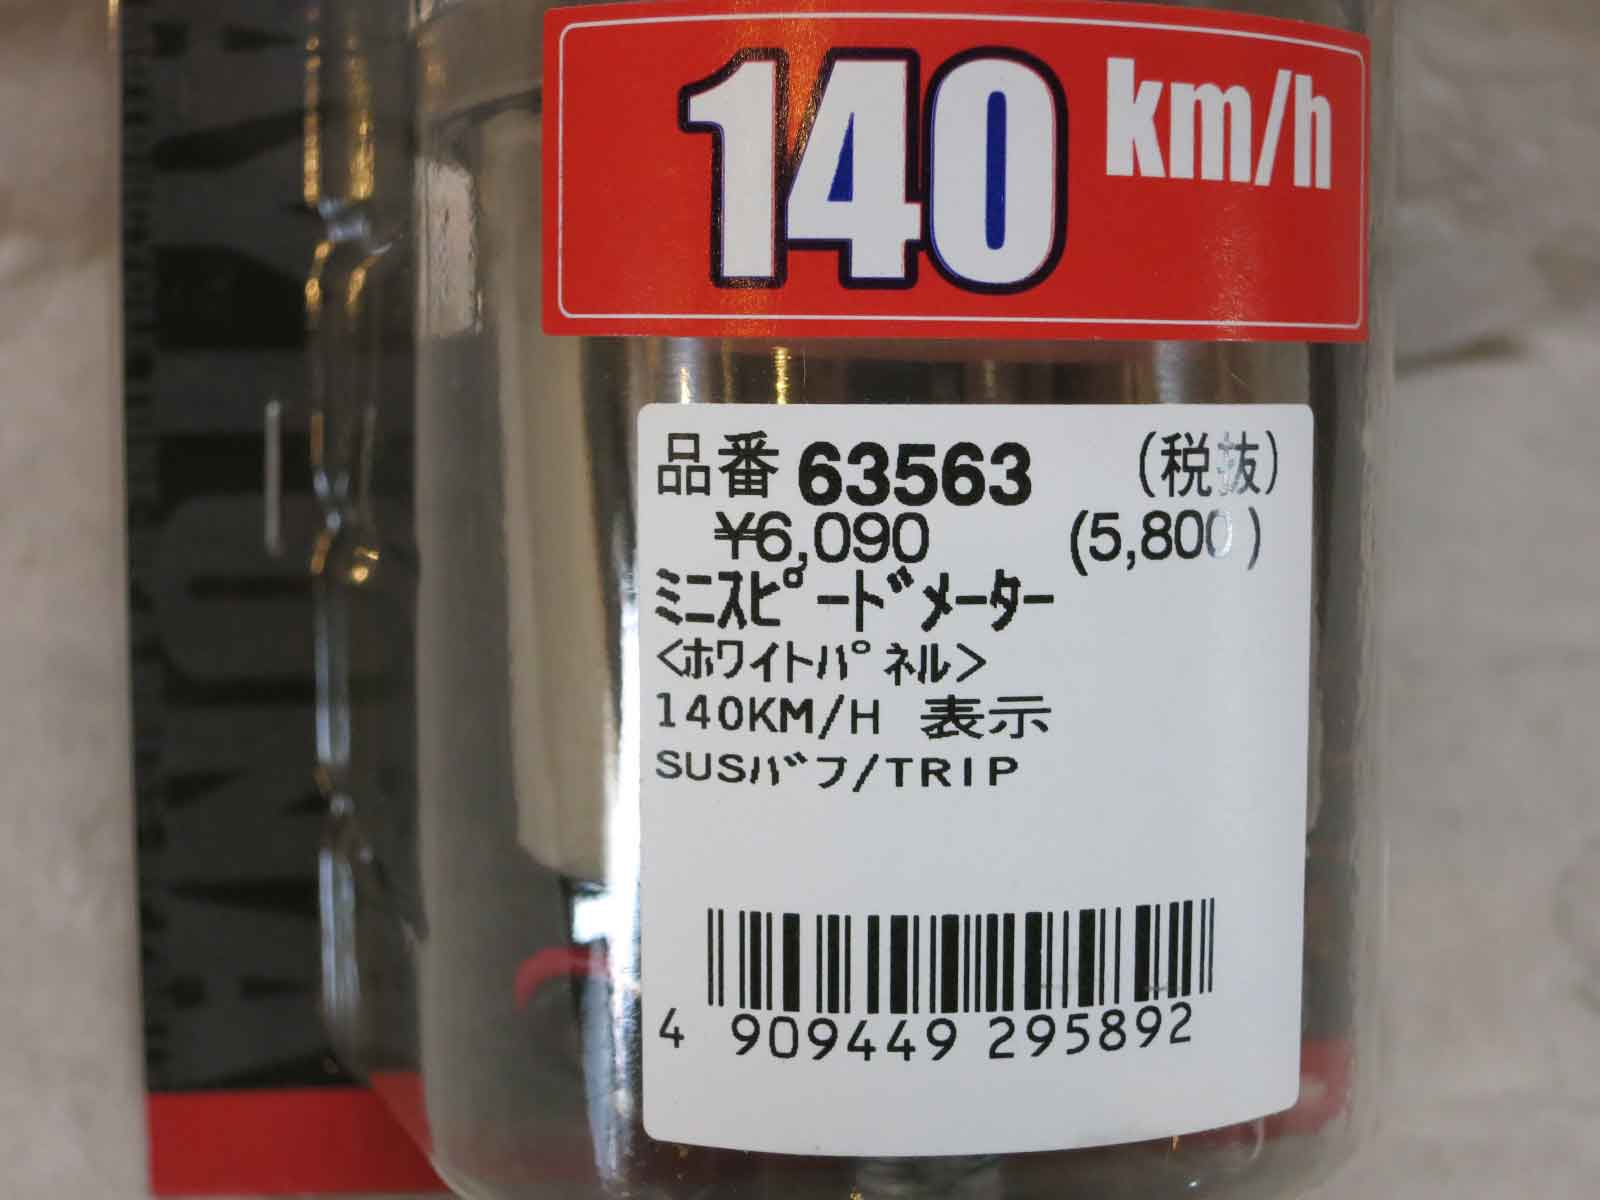 140 km/h
品番 63563 (税抜)
¥6,090 (5,800)
ﾐﾆｽﾋﾟｰﾄﾞﾒｰﾀｰ
<ﾎﾜｲﾄﾊﾟﾈﾙ>
140KM/H 表示
SUSﾊﾞﾌ/TRIP
4 909449 295892